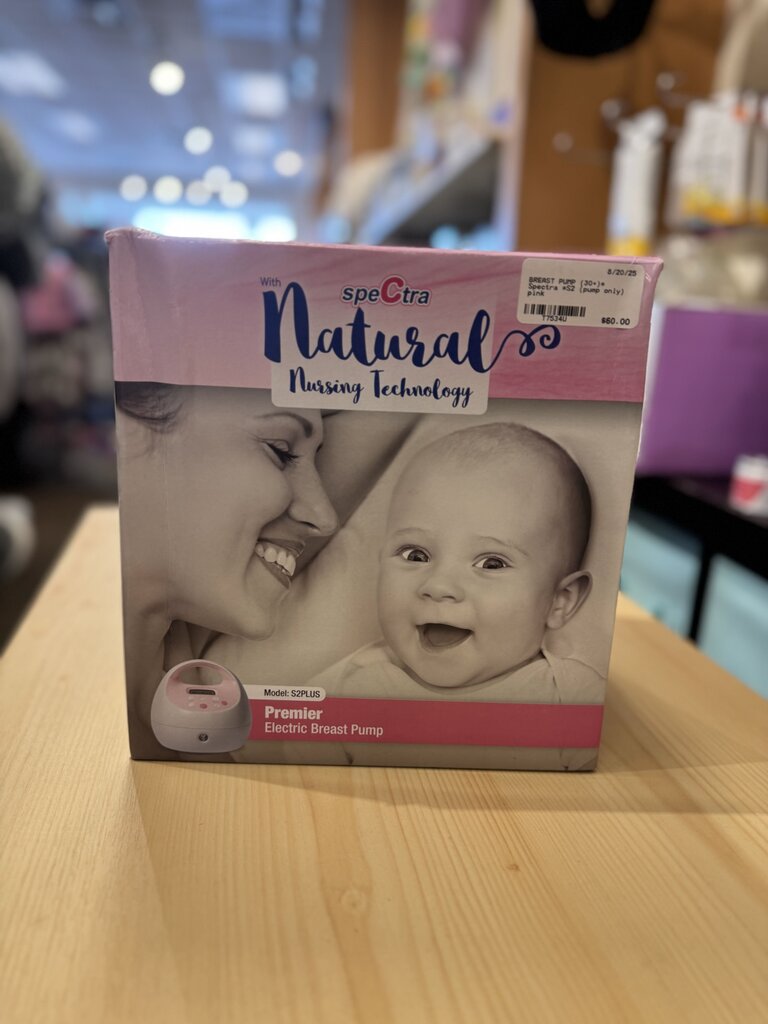 With
speCtra
Natural
Nursing Technology
8/20/25
BREAST PUMP (30+)*
Spectra *S2 (pump only)
pink
T7534U
$60.00
Model: S2PLUS
Premier
Electric Breast Pump